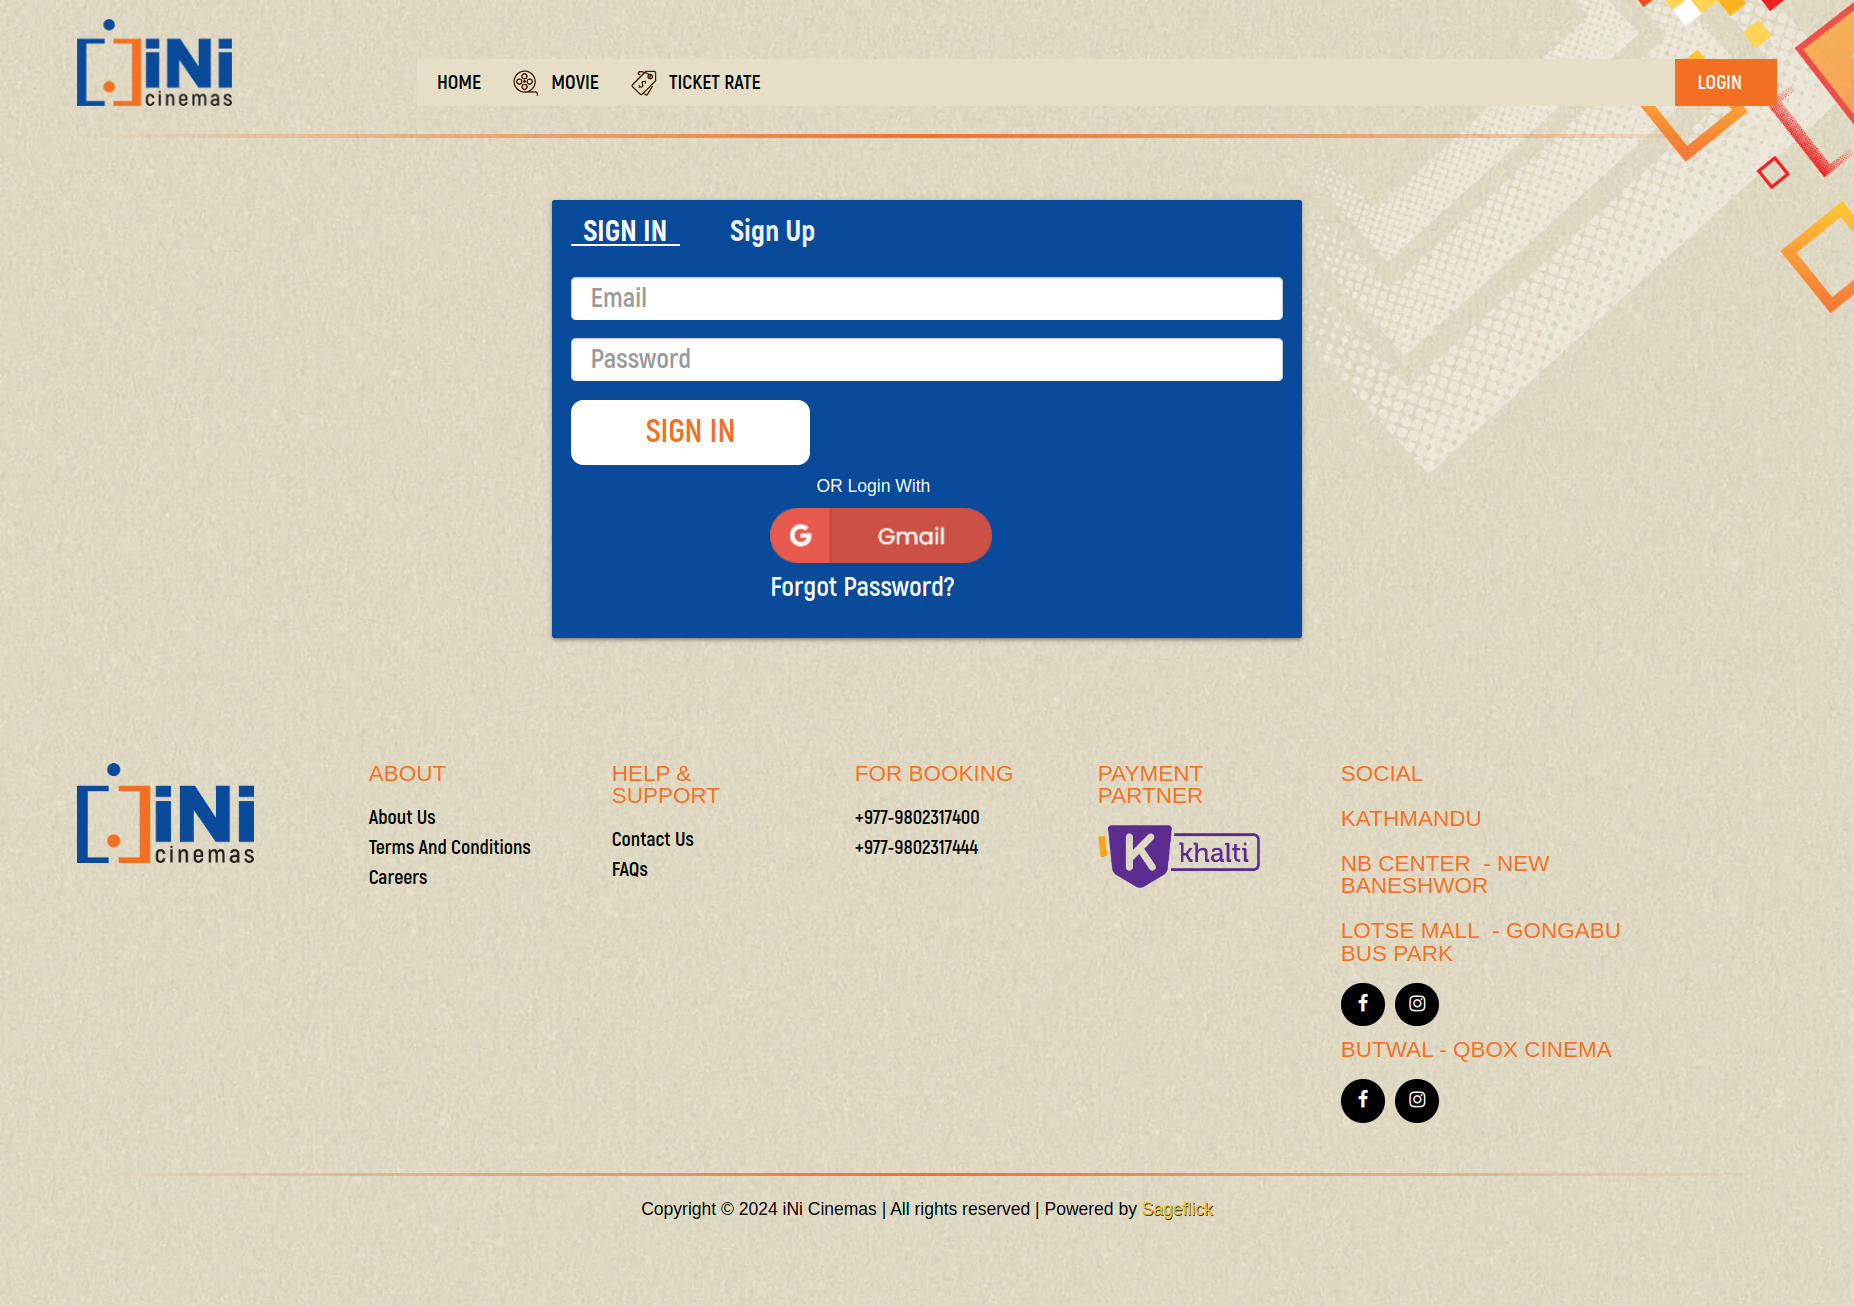 iNi
cinemas
HOME
MOVIE
TICKET RATE
LOGIN
SIGN IN
Sign Up
Email
Password
SIGN IN
OR Login With
G Gmail
Forgot Password?
iNi
cinemas
ABOUT
About Us
Terms And Conditions
Careers
HELP &
SUPPORT
Contact Us
FAQs
FOR BOOKING
+977-9802317400
+977-9802317444
PAYMENT
PARTNER
K khalti
SOCIAL
KATHMANDU
NB CENTER - NEW
BANESHWOR
LOTSE MALL - GONGABU
BUS PARK
BUTWAL - QBOX CINEMA
Copyright © 2024 iNi Cinemas | All rights reserved | Powered by Sageflick